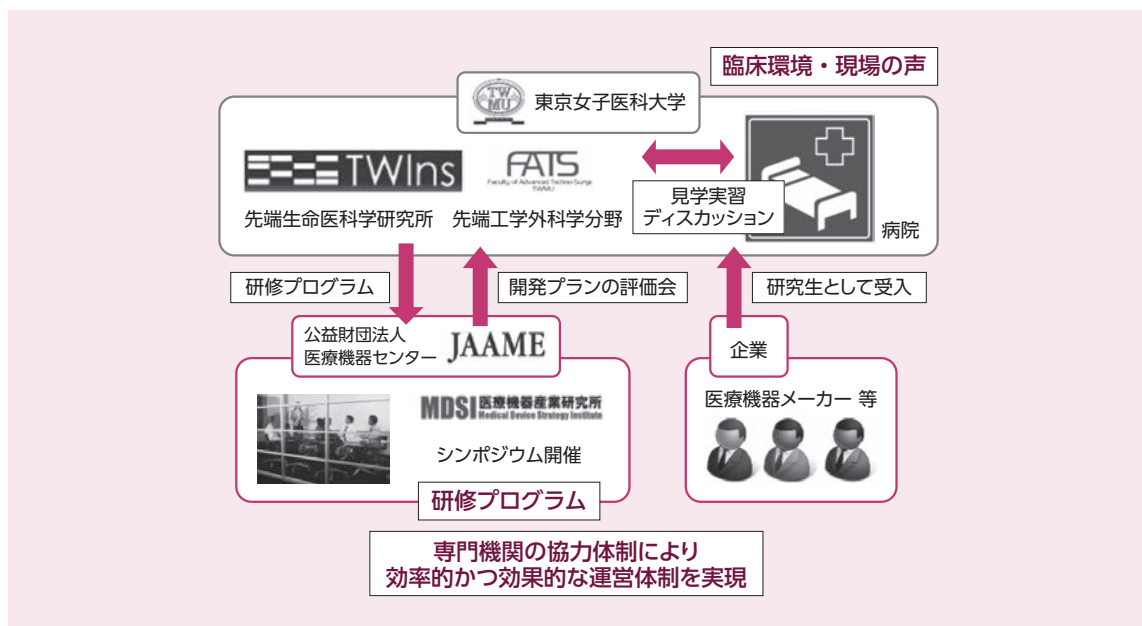 臨床環境・現場の声
TWMU
東京女子医科大学
TWIns
FATS
Faculty of Advanced Techno-Surgery
TWMU
見学実習
ディスカッション
先端生命医科学研究所
先端工学外科学分野
病院
研修プログラム
開発プランの評価会
研究生として受入
公益財団法人
医療機器センター
JAAME
企業
MDSI 医療機器産業研究所
Medical Device Strategy Institute
シンポジウム開催
医療機器メーカー 等
研修プログラム
専門機関の協力体制により
効率的かつ効果的な運営体制を実現